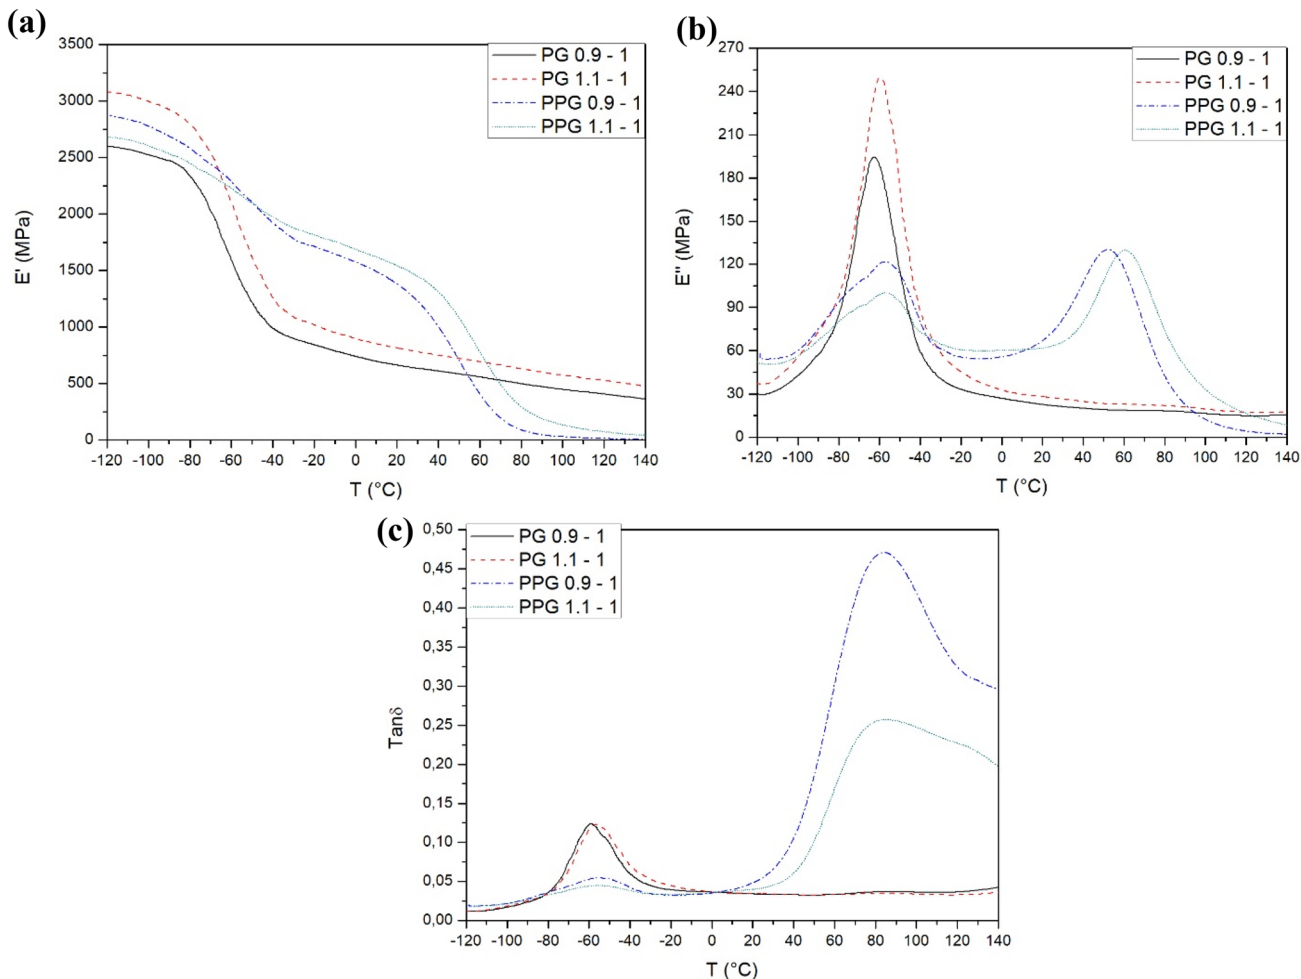 (a)
3500
3000
2500
2000
1500
1000
500
0
E' (MPa)
-120 -100 -80 -60 -40 -20 0 20 40 60 80 100 120 140
T (°C)
PG 0.9 - 1
PG 1.1 - 1
PPG 0.9 - 1
PPG 1.1 - 1
(b)
270
240
210
180
150
120
90
60
30
0
E'' (MPa)
-120 -100 -80 -60 -40 -20 0 20 40 60 80 100 120 140
T (°C)
PG 0.9 - 1
PG 1.1 - 1
PPG 0.9 - 1
PPG 1.1 - 1
(c)
0,50
0,45
0,40
0,35
0,30
0,25
0,20
0,15
0,10
0,05
0,00
Tanδ
-120 -100 -80 -60 -40 -20 0 20 40 60 80 100 120 140
T (°C)
PG 0.9 - 1
PG 1.1 - 1
PPG 0.9 - 1
PPG 1.1 - 1